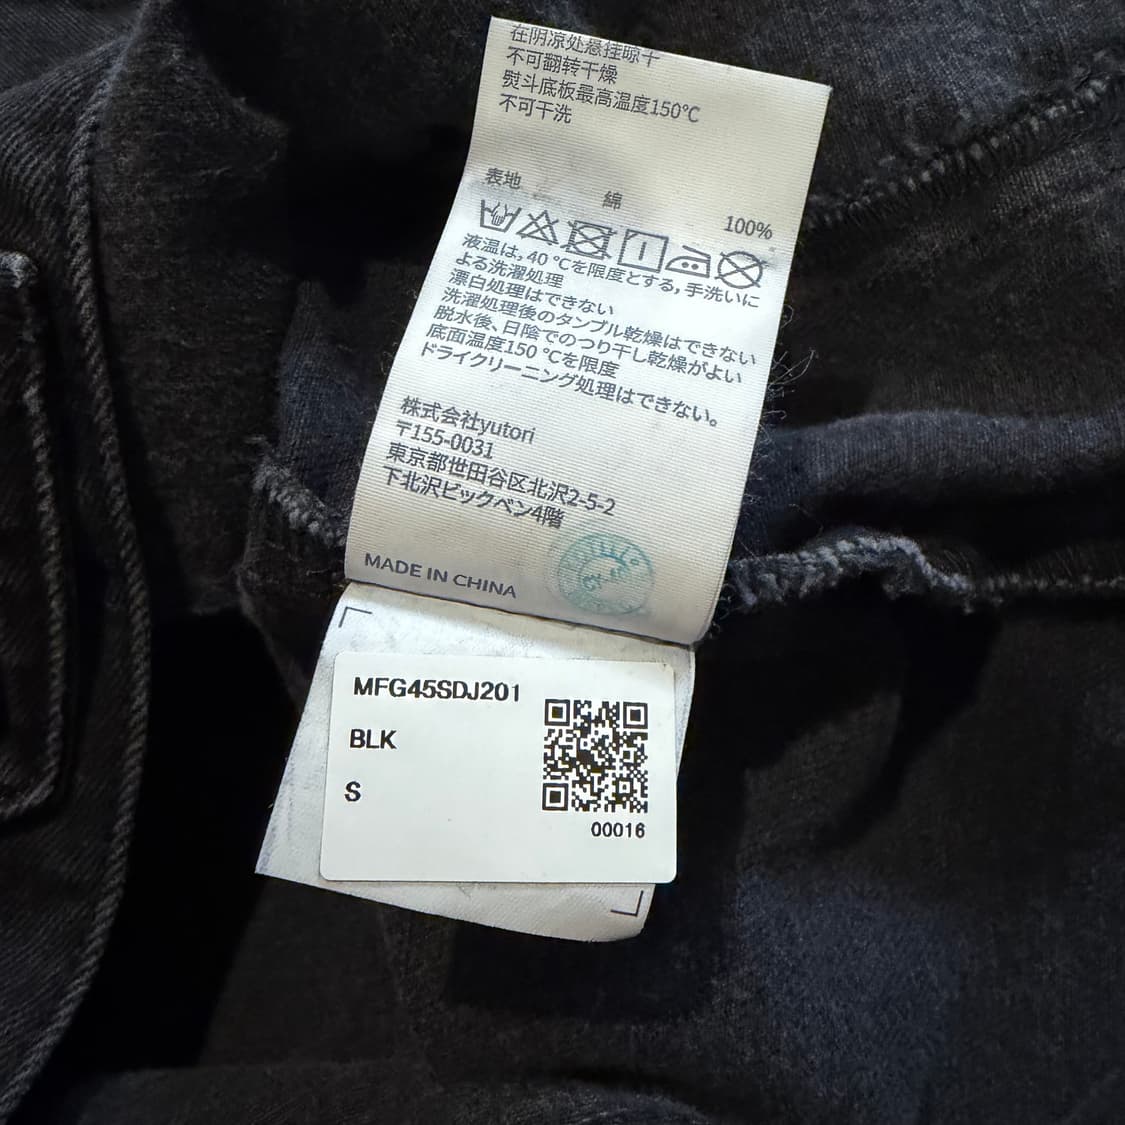 在阴凉处悬挂晾干
不可翻转干燥
熨斗底板最高温度150℃
不可干洗
表地
綿
100%
液温は,40℃を限度とする,手洗いに
よる洗濯処理
漂白処理はできない
洗濯処理後のタンブル乾燥はできない
脱水後、日陰でのつり干し乾燥がよい
底面温度150℃を限度
ドライクリーニング処理はできない。
株式会社yutori
〒155-0031
東京都世田谷区北沢2-5-2
下北沢ビッグベン4階
MADE IN CHINA
MFG45SDJ201
BLK
S
00016